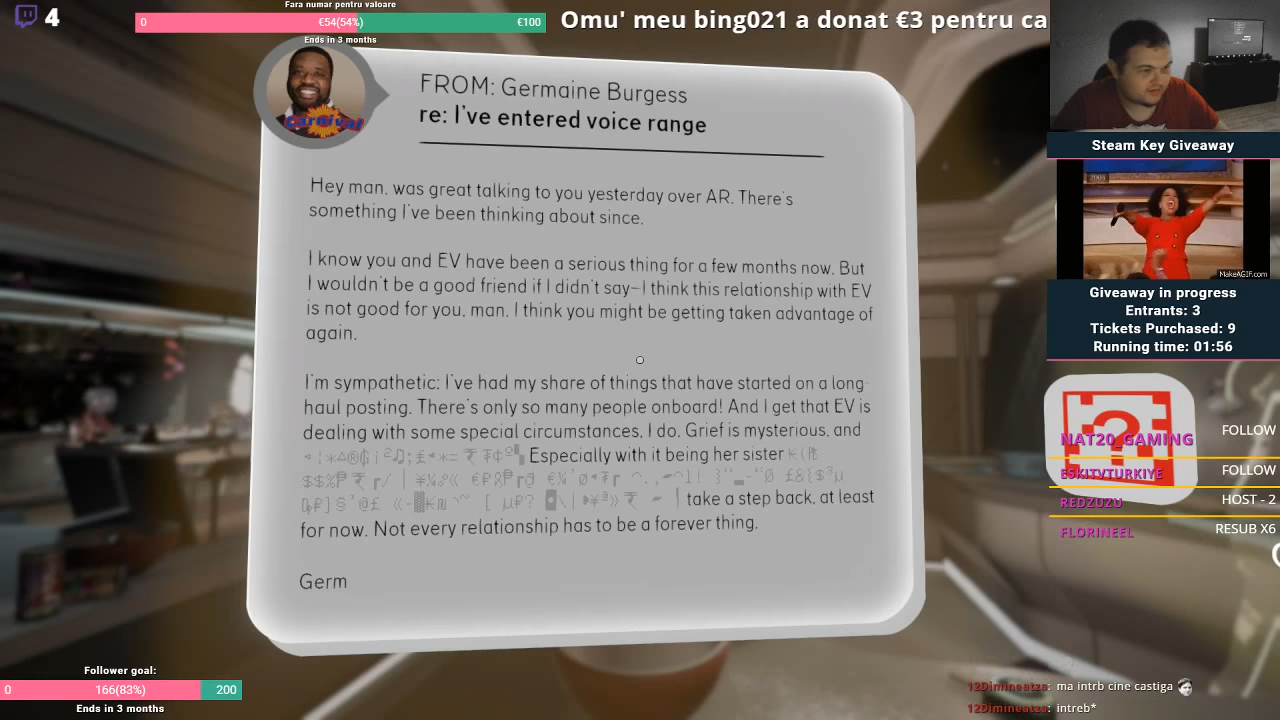 4
Fara numar pentru valoare
0 €54(54%) €100
Ends in 3 months
Omu' meu bing021 a donat €3 pentru ca
Carnival
FROM: Germaine Burgess
re: I've entered voice range
Hey man, was great talking to you yesterday over AR. There's
something I've been thinking about since.
I know you and EV have been a serious thing for a few months now. But
I wouldn't be a good friend if I didn't say—I think this relationship with EV
is not good for you, man. I think you might be getting taken advantage of
again.
I'm sympathetic: I've had my share of things that have started on a long-
haul posting. There's only so many people onboard! And I get that EV is
dealing with some special circumstances, I do. Grief is mysterious, and
Especially with it being her sister
take a step back, at least
for now. Not every relationship has to be a forever thing.
Germ
Steam Key Giveaway
MakeAGIF.com
Giveaway in progress
Entrants: 3
Tickets Purchased: 9
Running time: 01:56
NAT20_GAMING FOLLOW
ESKITVTURKIYE FOLLOW
REDZUZU HOST - 2
FLORINEEL RESUB X6
Follower goal:
0 166(83%) 200
Ends in 3 months
12Dimineatza: ma intrb cine castiga
12Dimineatza: intreb*